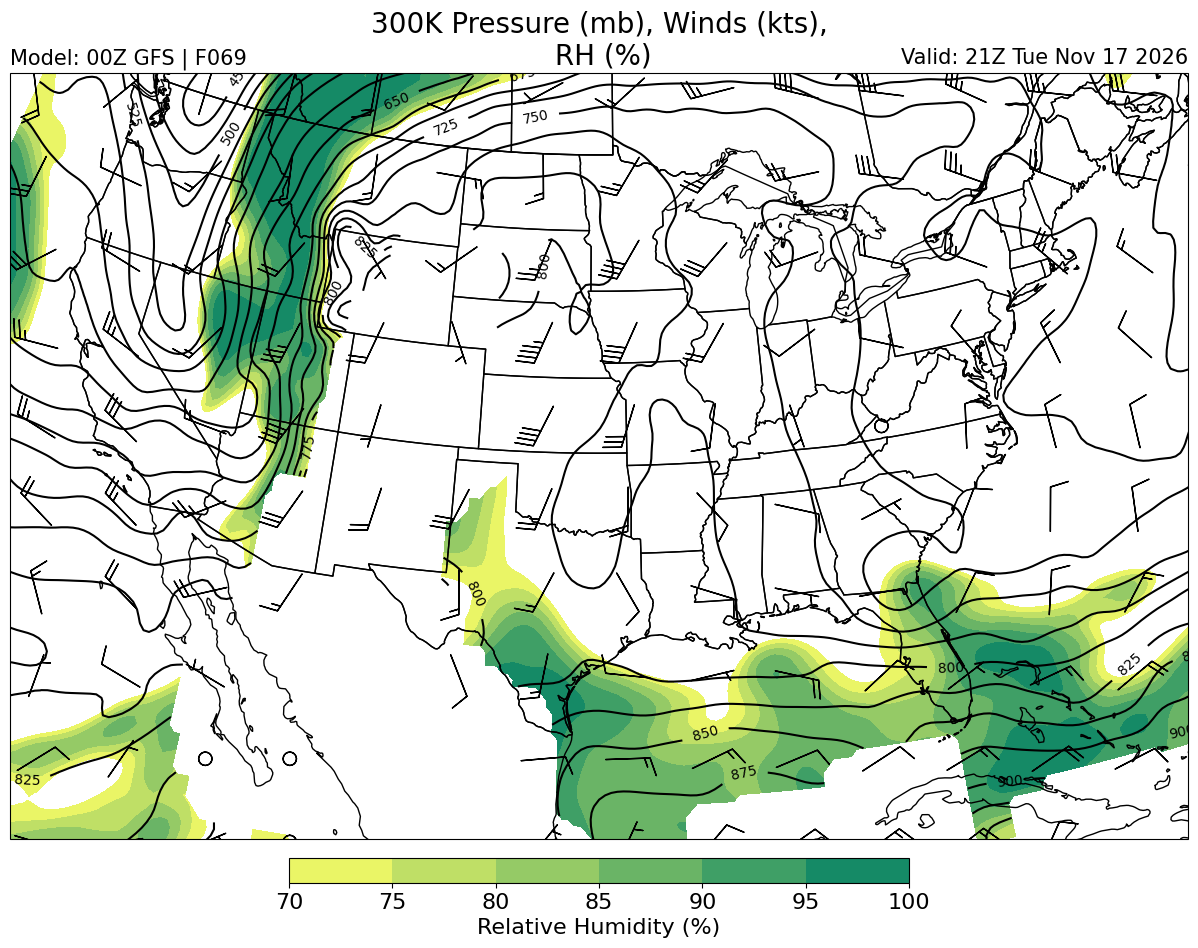 300K Pressure (mb), Winds (kts),
RH (%)
Model: 00Z GFS | F069
Valid: 21Z Tue Nov 17 2026
650
525
500
725
750
825
800
800
775
800
800
825
850
875
900
825
70 75 80 85 90 95 100
Relative Humidity (%)